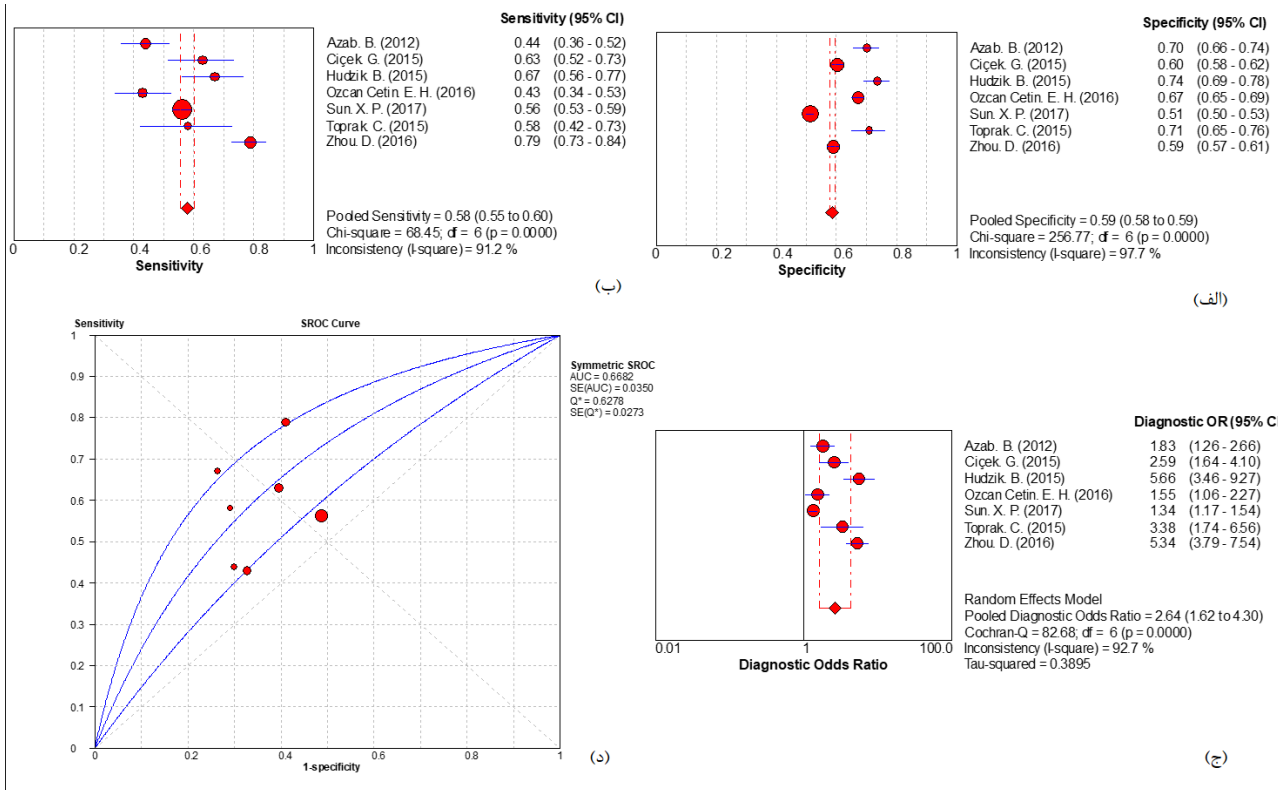 Sensitivity (95% CI)
Azab. B. (2012) 0.44 (0.36 - 0.52)
Ciçek. G. (2015) 0.63 (0.52 - 0.73)
Hudzik. B. (2015) 0.67 (0.56 - 0.77)
Ozcan Cetin. E. H. (2016) 0.43 (0.34 - 0.53)
Sun. X. P. (2017) 0.56 (0.53 - 0.59)
Toprak. C. (2015) 0.58 (0.42 - 0.73)
Zhou. D. (2016) 0.79 (0.73 - 0.84)
Pooled Sensitivity = 0.58 (0.55 to 0.60)
Chi-square = 68.45; df = 6 (p = 0.0000)
Inconsistency (I-square) = 91.2 %
0 0.2 0.4 0.6 0.8 1
Sensitivity
(ب)
Specificity (95% CI)
Azab. B. (2012) 0.70 (0.66 - 0.74)
Ciçek. G. (2015) 0.60 (0.58 - 0.62)
Hudzik. B. (2015) 0.74 (0.69 - 0.78)
Ozcan Cetin. E. H. (2016) 0.67 (0.65 - 0.69)
Sun. X. P. (2017) 0.51 (0.50 - 0.53)
Toprak. C. (2015) 0.71 (0.65 - 0.76)
Zhou. D. (2016) 0.59 (0.57 - 0.61)
Pooled Specificity = 0.59 (0.58 to 0.59)
Chi-square = 256.77; df = 6 (p = 0.0000)
Inconsistency (I-square) = 97.7 %
0 0.2 0.4 0.6 0.8 1
Specificity
(الف)
Sensitivity SROC Curve
1
0.9
0.8
0.7
0.6
0.5
0.4
0.3
0.2
0.1
0
0 0.2 0.4 0.6 0.8 1
1-specificity
Symmetric SROC
AUC = 0.6682
SE(AUC) = 0.0350
Q* = 0.6278
SE(Q*) = 0.0273
(د)
Diagnostic OR (95% CI
Azab. B. (2012) 1.83 (1.26 - 2.66)
Ciçek. G. (2015) 2.59 (1.64 - 4.10)
Hudzik. B. (2015) 5.66 (3.46 - 9.27)
Ozcan Cetin. E. H. (2016) 1.55 (1.06 - 2.27)
Sun. X. P. (2017) 1.34 (1.17 - 1.54)
Toprak. C. (2015) 3.38 (1.74 - 6.56)
Zhou. D. (2016) 5.34 (3.79 - 7.54)
Random Effects Model
Pooled Diagnostic Odds Ratio = 2.64 (1.62 to 4.30)
Cochran-Q = 82.68; df = 6 (p = 0.0000)
Inconsistency (I-square) = 92.7 %
Tau-squared = 0.3895
0.01 1 100.0
Diagnostic Odds Ratio
(ج)